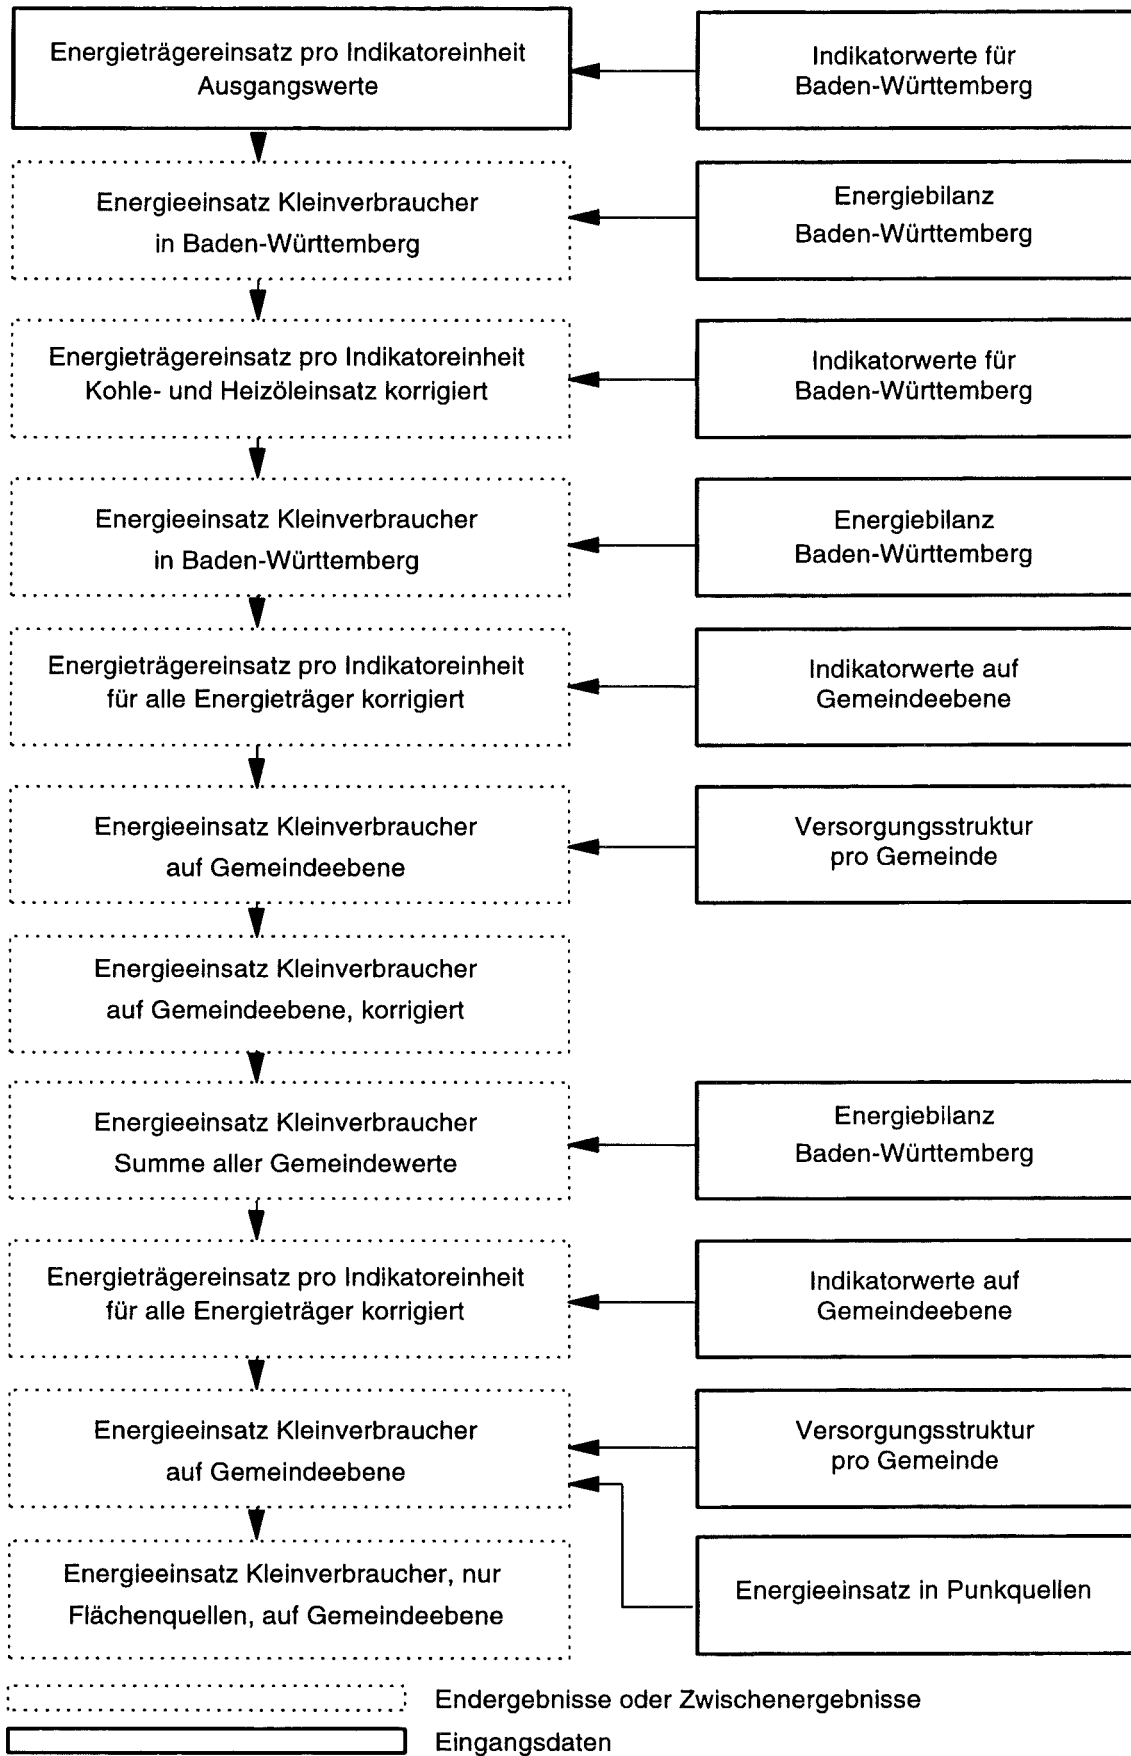 Energieträgereinsatz pro Indikatoreinheit
Ausgangswerte
Indikatorwerte für
Baden-Württemberg
Energieeinsatz Kleinverbraucher
in Baden-Württemberg
Energiebilanz
Baden-Württemberg
Energieträgereinsatz pro Indikatoreinheit
Kohle- und Heizöleinsatz korrigiert
Indikatorwerte für
Baden-Württemberg
Energieeinsatz Kleinverbraucher
in Baden-Württemberg
Energiebilanz
Baden-Württemberg
Energieträgereinsatz pro Indikatoreinheit
für alle Energieträger korrigiert
Indikatorwerte auf
Gemeindeebene
Energieeinsatz Kleinverbraucher
auf Gemeindeebene
Versorgungsstruktur
pro Gemeinde
Energieeinsatz Kleinverbraucher
auf Gemeindeebene, korrigiert
Energieeinsatz Kleinverbraucher
Summe aller Gemeindewerte
Energiebilanz
Baden-Württemberg
Energieträgereinsatz pro Indikatoreinheit
für alle Energieträger korrigiert
Indikatorwerte auf
Gemeindeebene
Energieeinsatz Kleinverbraucher
auf Gemeindeebene
Versorgungsstruktur
pro Gemeinde
Energieeinsatz Kleinverbraucher, nur
Flächenquellen, auf Gemeindeebene
Energieeinsatz in Punkquellen
Endergebnisse oder Zwischenergebnisse
Eingangsdaten